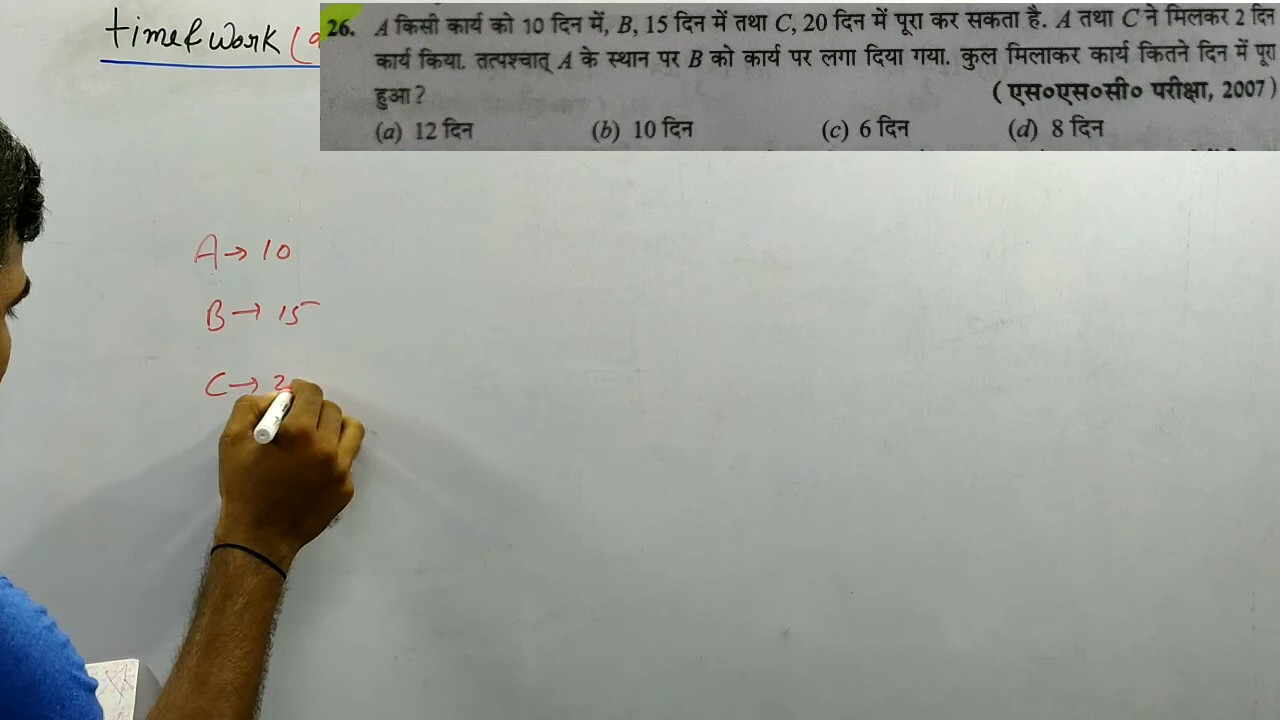 time & work (
26. A किसी कार्य को 10 दिन में, B, 15 दिन में तथा C, 20 दिन में पूरा कर सकता है. A तथा C ने मिलकर 2 दिन
कार्य किया. तत्पश्चात् A के स्थान पर B को कार्य पर लगा दिया गया. कुल मिलाकर कार्य कितने दिन में पूरा
हुआ ? ( एस०एस०सी० परीक्षा, 2007 )
(a) 12 दिन (b) 10 दिन (c) 6 दिन (d) 8 दिन
A → 10
B → 15
C → 2